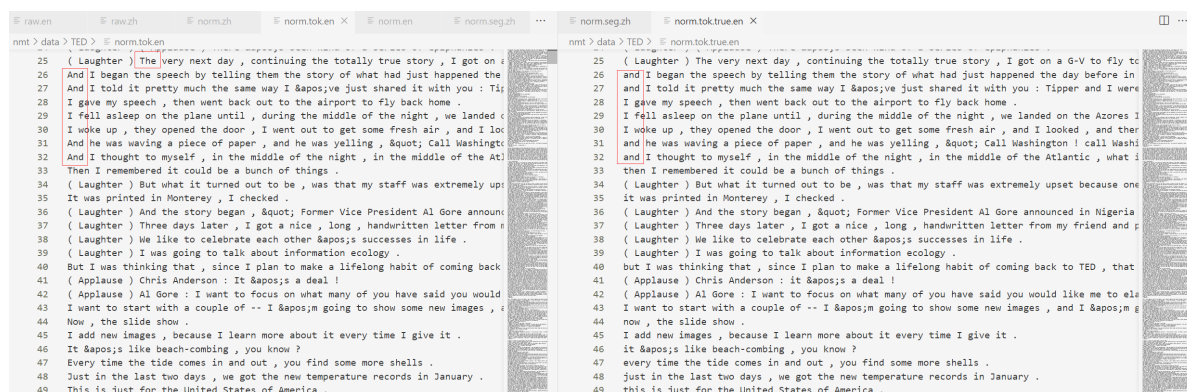 raw.en raw.zh norm.zh norm.tok.en × norm.en norm.seg.zh ···
nmt > data > TED > norm.tok.en
25 ( Laughter ) The very next day , continuing the totally true story , I got on a
26 And I began the speech by telling them the story of what had just happened the
27 And I told it pretty much the same way I &apos;ve just shared it with you : Tip
28 I gave my speech , then went back out to the airport to fly back home .
29 I fell asleep on the plane until , during the middle of the night , we landed o
30 I woke up , they opened the door , I went out to get some fresh air , and I loo
31 And he was waving a piece of paper , and he was yelling , &quot; Call Washingto
32 And I thought to myself , in the middle of the night , in the middle of the Atl
33 Then I remembered it could be a bunch of things .
34 ( Laughter ) But what it turned out to be , was that my staff was extremely ups
35 It was printed in Monterey , I checked .
36 ( Laughter ) And the story began , &quot; Former Vice President Al Gore announc
37 ( Laughter ) Three days later , I got a nice , long , handwritten letter from m
38 ( Laughter ) We like to celebrate each other &apos;s successes in life .
39 ( Laughter ) I was going to talk about information ecology .
40 But I was thinking that , since I plan to make a lifelong habit of coming back
41 ( Applause ) Chris Anderson : It &apos;s a deal !
42 ( Applause ) Al Gore : I want to focus on what many of you have said you would
43 I want to start with a couple of -- I &apos;m going to show some new images , a
44 Now , the slide show .
45 I add new images , because I learn more about it every time I give it .
46 It &apos;s like beach-combing , you know ?
47 Every time the tide comes in and out , you find some more shells .
48 Just in the last two days , we got the new temperature records in January .
49 This is just for the United States of America .
norm.seg.zh norm.tok.true.en ×
nmt > data > TED > norm.tok.true.en
25 ( Laughter ) The very next day , continuing the totally true story , I got on a G-V to fly to
26 and I began the speech by telling them the story of what had just happened the day before in
27 and I told it pretty much the same way I &apos;ve just shared it with you : Tipper and I were
28 I gave my speech , then went back out to the airport to fly back home .
29 I fell asleep on the plane until , during the middle of the night , we landed on the Azores I
30 I woke up , they opened the door , I went out to get some fresh air , and I looked , and ther
31 and he was waving a piece of paper , and he was yelling , &quot; Call Washington ! call Washi
32 and I thought to myself , in the middle of the night , in the middle of the Atlantic , what i
33 then I remembered it could be a bunch of things .
34 ( Laughter ) But what it turned out to be , was that my staff was extremely upset because one
35 it was printed in Monterey , I checked .
36 ( Laughter ) And the story began , &quot; Former Vice President Al Gore announced in Nigeria
37 ( Laughter ) Three days later , I got a nice , long , handwritten letter from my friend and p
38 ( Laughter ) We like to celebrate each other &apos;s successes in life .
39 ( Laughter ) I was going to talk about information ecology .
40 but I was thinking that , since I plan to make a lifelong habit of coming back to TED , that
41 ( Applause ) Chris Anderson : it &apos;s a deal !
42 ( Applause ) Al Gore : I want to focus on what many of you have said you would like me to ela
43 I want to start with a couple of -- I &apos;m going to show some new images , and I &apos;m g
44 now , the slide show .
45 I add new images , because I learn more about it every time I give it .
46 it &apos;s like beach-combing , you know ?
47 every time the tide comes in and out , you find some more shells .
48 just in the last two days , we got the new temperature records in January .
49 this is just for the United States of America .